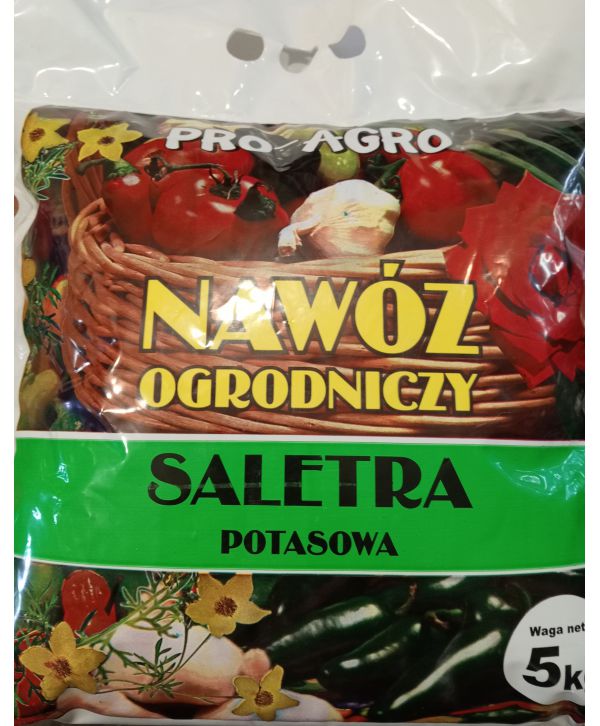 PRO AGRO
NAWÓZ
OGRODNICZY
SALETRA
POTASOWA
Waga net
5k